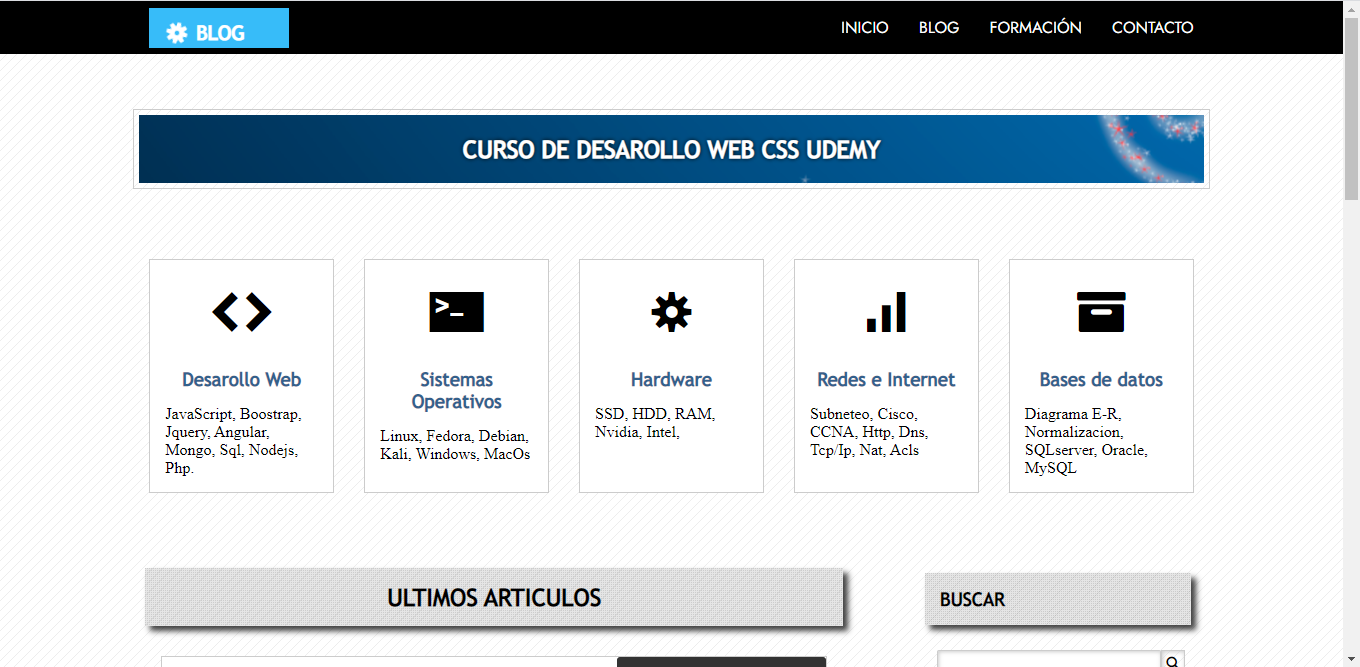 BLOG
INICIO BLOG FORMACIÓN CONTACTO
CURSO DE DESAROLLO WEB CSS UDEMY
Desarollo Web
JavaScript, Boostrap,
Jquery, Angular,
Mongo, Sql, Nodejs,
Php.
Sistemas
Operativos
Linux, Fedora, Debian,
Kali, Windows, MacOs
Hardware
SSD, HDD, RAM,
Nvidia, Intel,
Redes e Internet
Subneteo, Cisco,
CCNA, Http, Dns,
Tcp/Ip, Nat, Acls
Bases de datos
Diagrama E-R,
Normalizacion,
SQLserver, Oracle,
MySQL
ULTIMOS ARTICULOS
BUSCAR